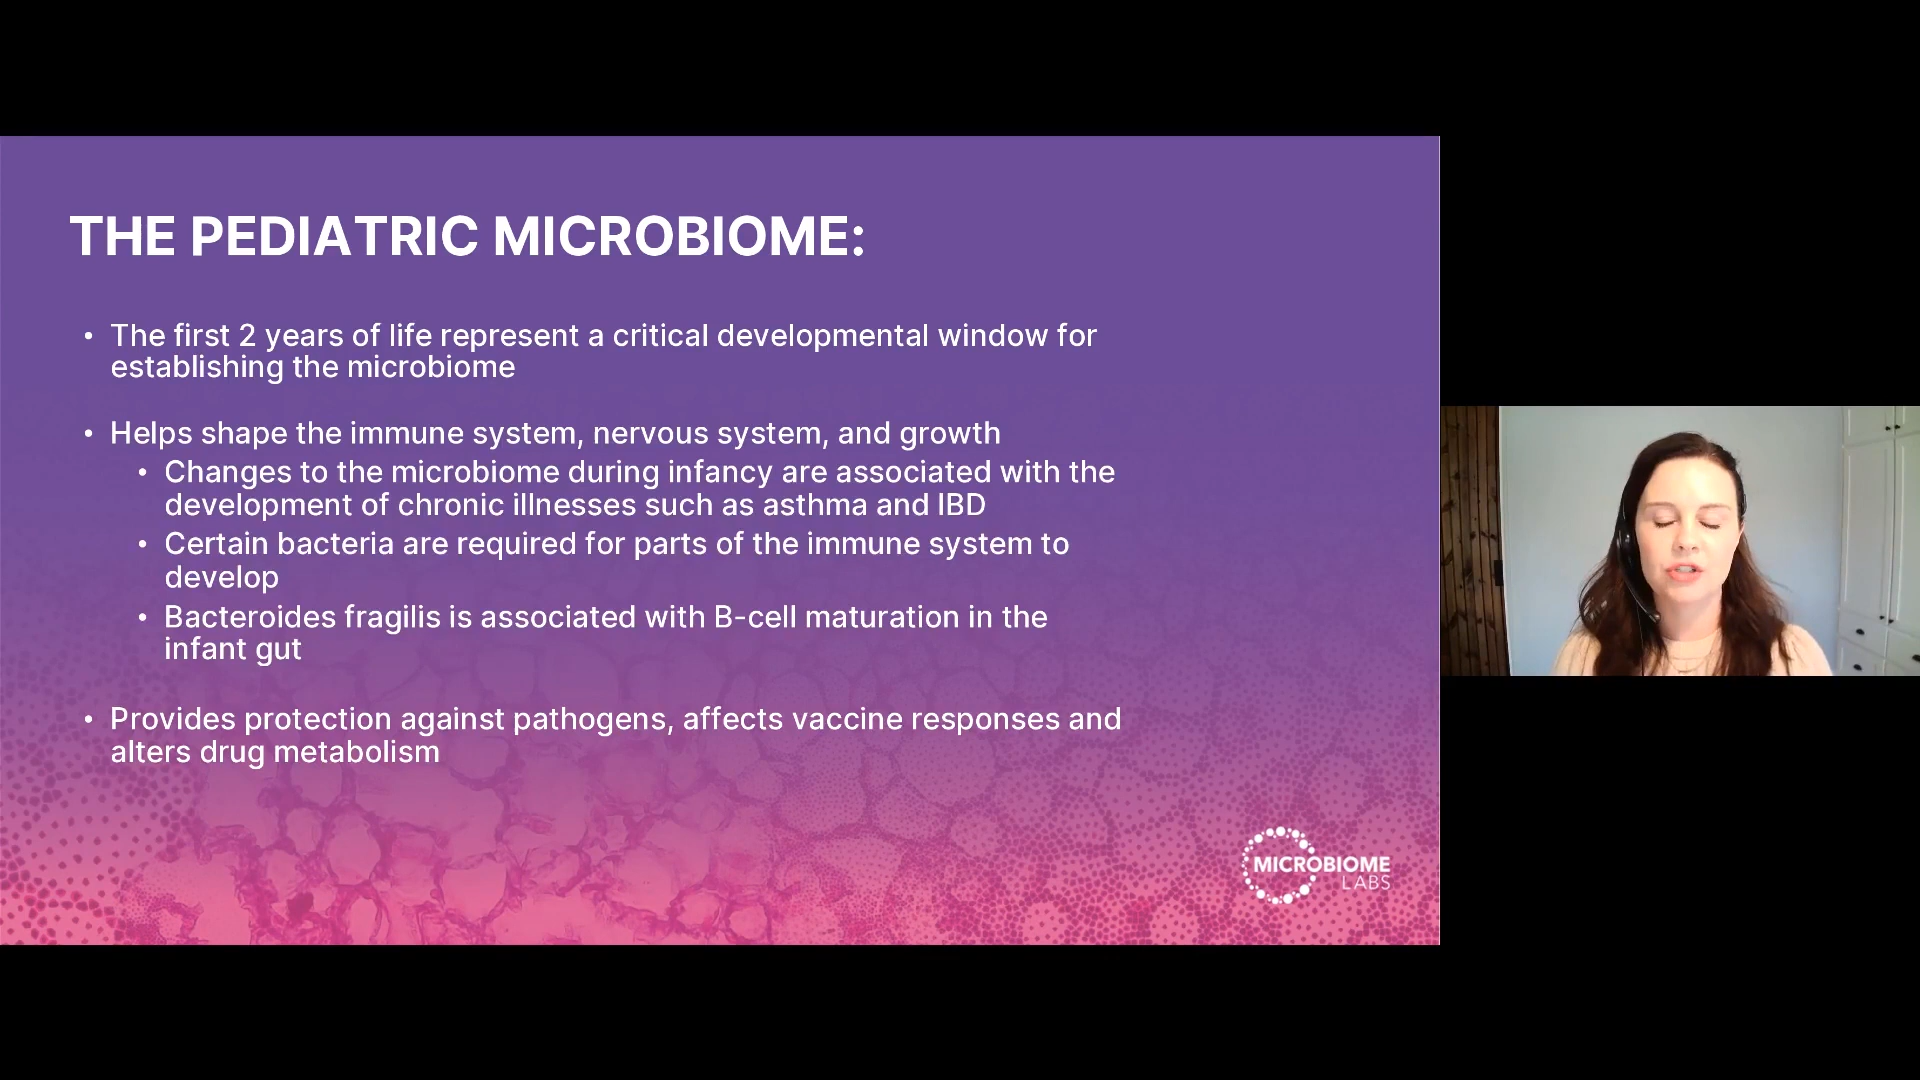 THE PEDIATRIC MICROBIOME:
• The first 2 years of life represent a critical developmental window for
establishing the microbiome
• Helps shape the immune system, nervous system, and growth
• Changes to the microbiome during infancy are associated with the
development of chronic illnesses such as asthma and IBD
• Certain bacteria are required for parts of the immune system to
develop
• Bacteroides fragilis is associated with B-cell maturation in the
infant gut
• Provides protection against pathogens, affects vaccine responses and
alters drug metabolism
MICROBIOME
LABS